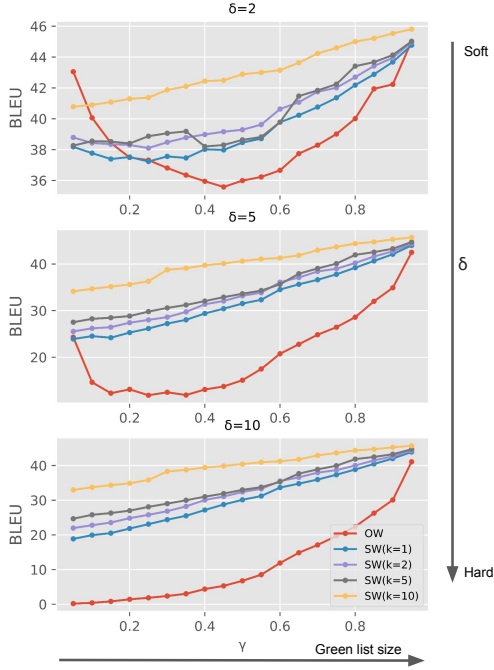 δ=2
BLEU
46
44
42
40
38
36
0.2 0.4 0.6 0.8
Soft
δ=5
BLEU
40
30
20
0.2 0.4 0.6 0.8
δ
δ=10
BLEU
40
30
20
10
0
OW
SW(k=1)
SW(k=2)
SW(k=5)
SW(k=10)
0.2 0.4 0.6 0.8
Hard
γ
Green list size